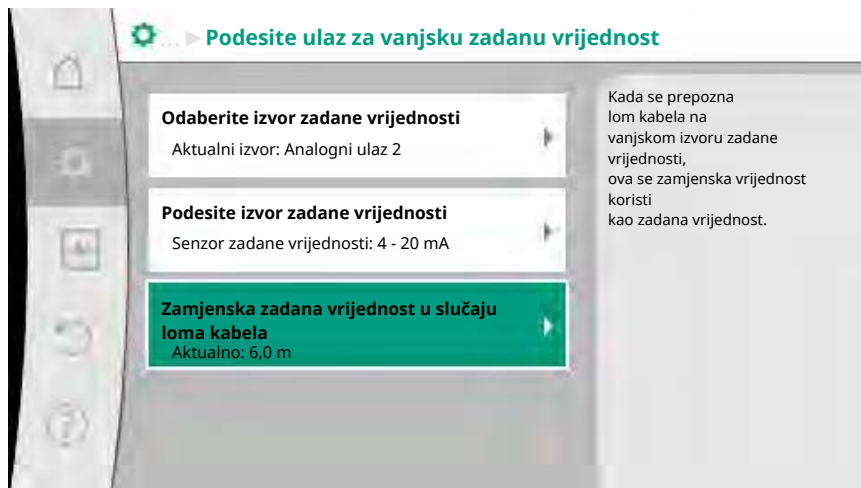 ... Podesite ulaz za vanjsku zadanu vrijednost
Odaberite izvor zadane vrijednosti
Aktualni izvor: Analogni ulaz 2
Podesite izvor zadane vrijednosti
Senzor zadane vrijednosti: 4 - 20 mA
Zamjenska zadana vrijednost u slučaju
loma kabela
Aktualno: 6,0 m
Kada se prepozna
lom kabela na
vanjskom izvoru zadane
vrijednosti,
ova se zamjenska vrijednost
koristi
kao zadana vrijednost.